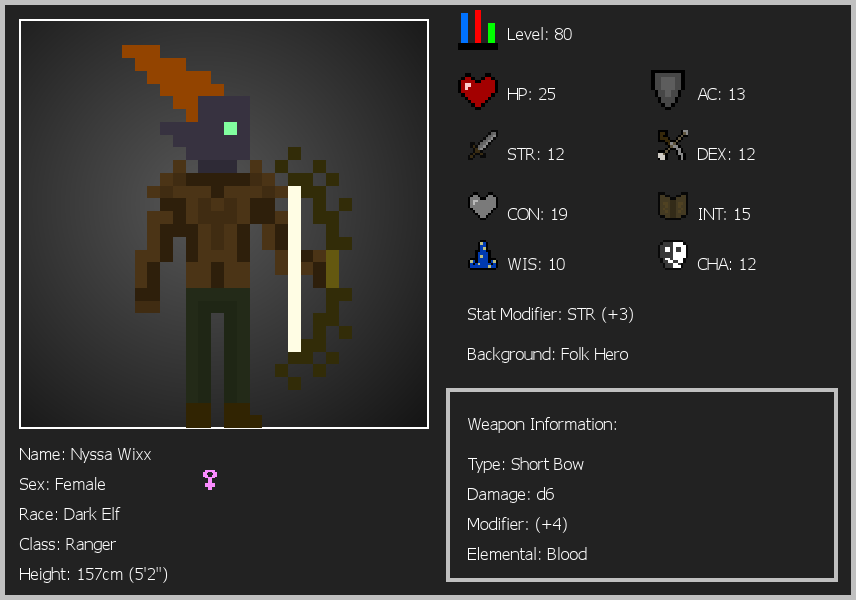 Level: 80
HP: 25
AC: 13
STR: 12
DEX: 12
CON: 19
INT: 15
WIS: 10
CHA: 12
Stat Modifier: STR (+3)
Background: Folk Hero
Weapon Information:
Type: Short Bow
Damage: d6
Modifier: (+4)
Elemental: Blood
Name: Nyssa Wixx
Sex: Female
Race: Dark Elf
Class: Ranger
Height: 157cm (5'2")